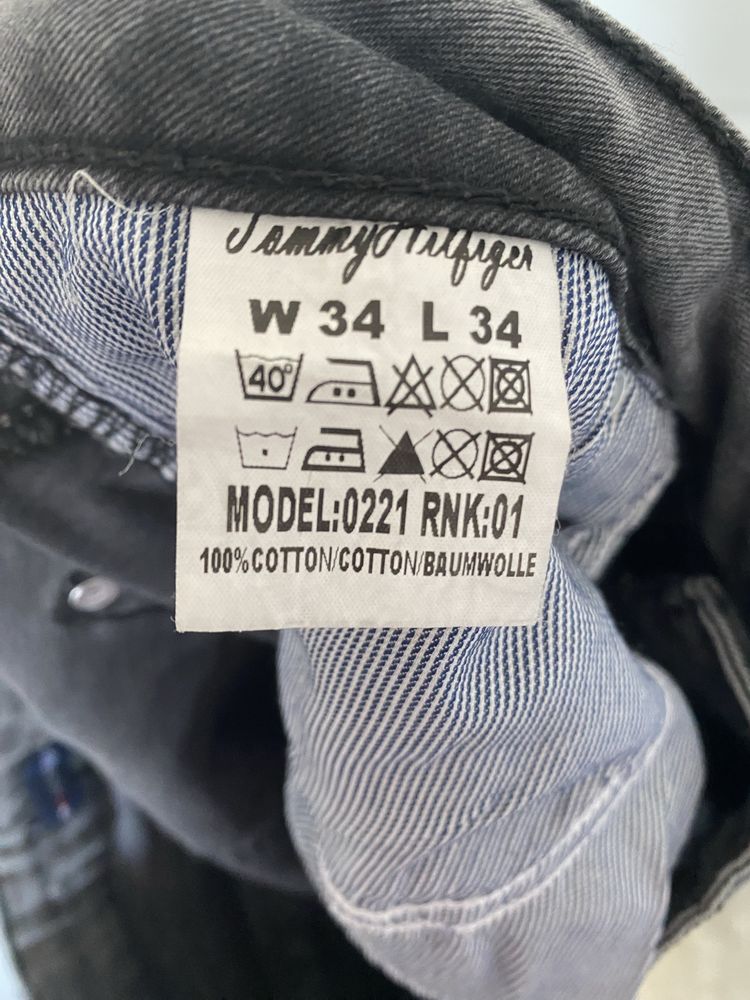 Tommy Hilfiger
W 34 L 34
40°
MODEL:0221 RNK:01
100%COTTON/COTTON/BAUMWOLLE